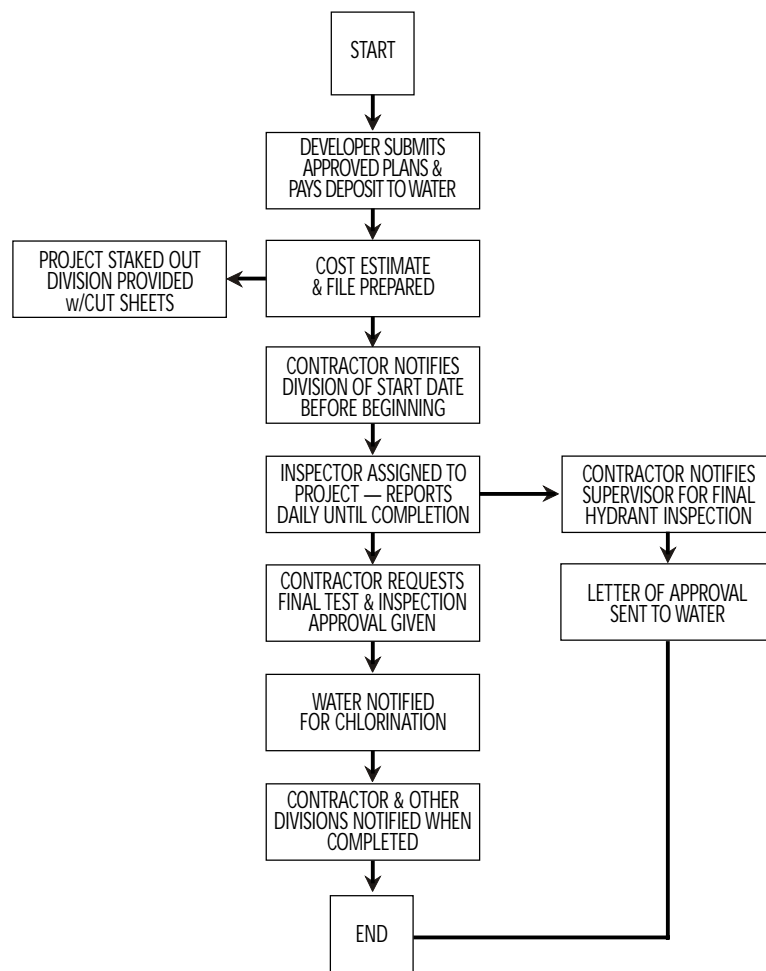 START
DEVELOPER SUBMITS
APPROVED PLANS &
PAYS DEPOSIT TO WATER
PROJECT STAKED OUT
DIVISION PROVIDED
w/CUT SHEETS
COST ESTIMATE
& FILE PREPARED
CONTRACTOR NOTIFIES
DIVISION OF START DATE
BEFORE BEGINNING
INSPECTOR ASSIGNED TO
PROJECT — REPORTS
DAILY UNTIL COMPLETION
CONTRACTOR NOTIFIES
SUPERVISOR FOR FINAL
HYDRANT INSPECTION
CONTRACTOR REQUESTS
FINAL TEST & INSPECTION
APPROVAL GIVEN
LETTER OF APPROVAL
SENT TO WATER
WATER NOTIFIED
FOR CHLORINATION
CONTRACTOR & OTHER
DIVISIONS NOTIFIED WHEN
COMPLETED
END